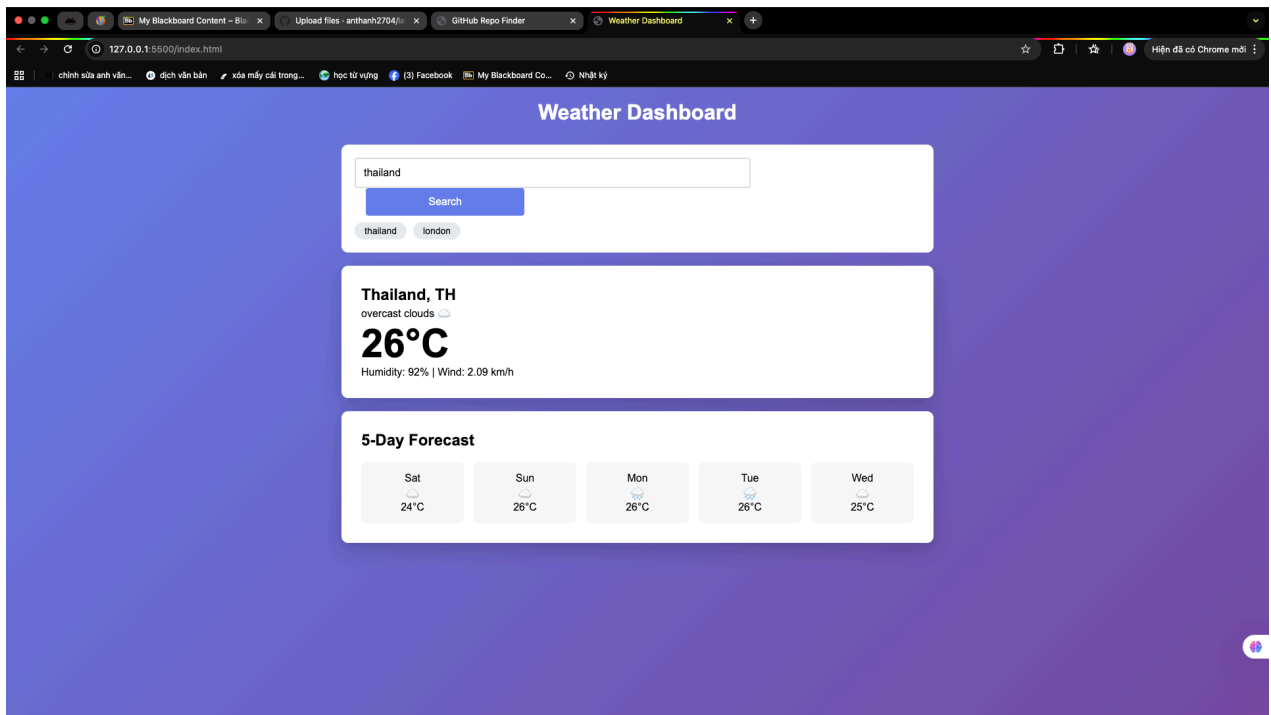 My Blackboard Content – Bla
Upload files · anthanh2704/la
GitHub Repo Finder
Weather Dashboard
127.0.0.1:5500/index.html
Hiện đã có Chrome mới
chỉnh sửa anh văn...
dịch văn bản
xóa mấy cái trong...
học từ vựng
(3) Facebook
Bb
My Blackboard Co...
Nhật ký
Weather Dashboard
thailand
Search
thailand
london
Thailand, TH
overcast clouds
26°C
Humidity: 92% | Wind: 2.09 km/h
5-Day Forecast
Sat
24°C
Sun
26°C
Mon
26°C
Tue
26°C
Wed
25°C